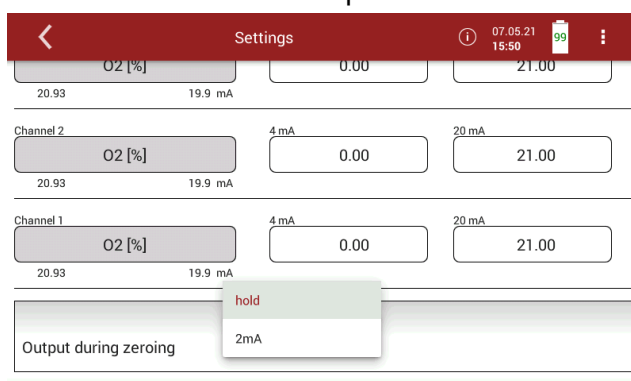 Settings
07.05.21
15:50
99
O2 [%] 0.00 21.00
20.93 19.9 mA
Channel 2 4 mA 20 mA
O2 [%] 0.00 21.00
20.93 19.9 mA
Channel 1 4 mA 20 mA
O2 [%] 0.00 21.00
20.93 19.9 mA
hold
2mA
Output during zeroing